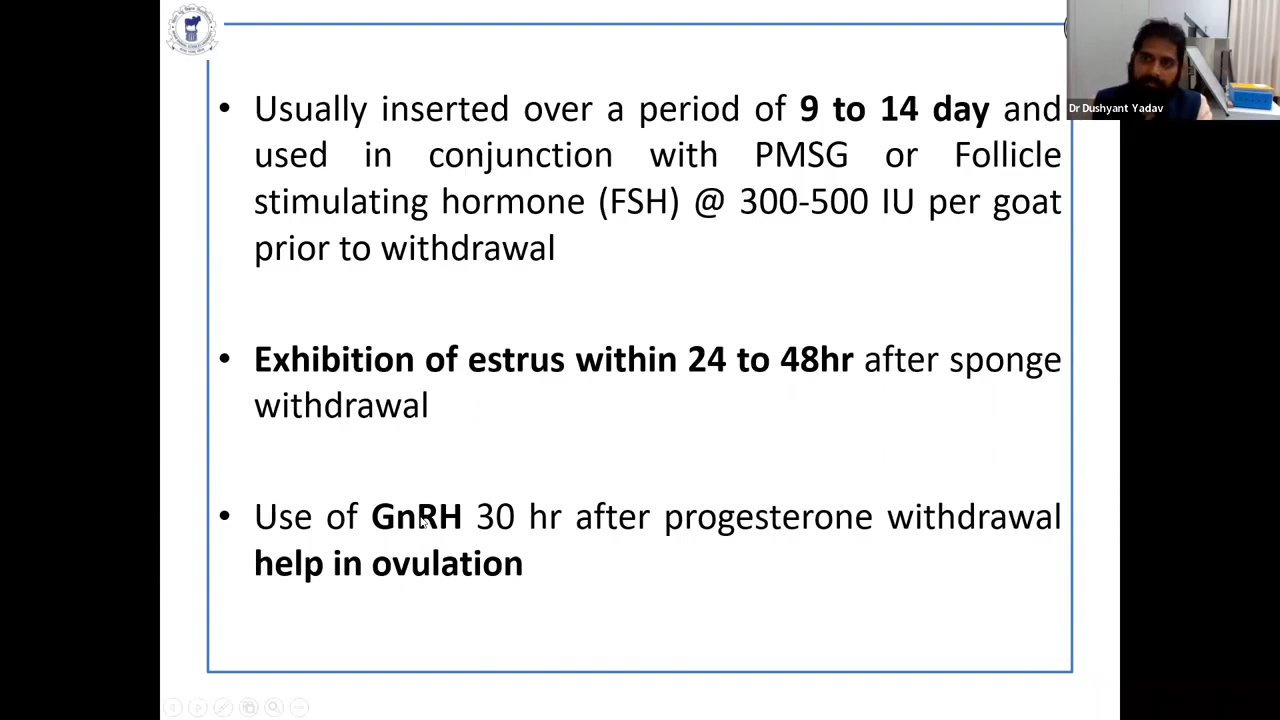 Dr Dushyant Yadav
• Usually inserted over a period of 9 to 14 day and
used in conjunction with PMSG or Follicle
stimulating hormone (FSH) @ 300-500 IU per goat
prior to withdrawal
• Exhibition of estrus within 24 to 48hr after sponge
withdrawal
• Use of GnRH 30 hr after progesterone withdrawal
help in ovulation